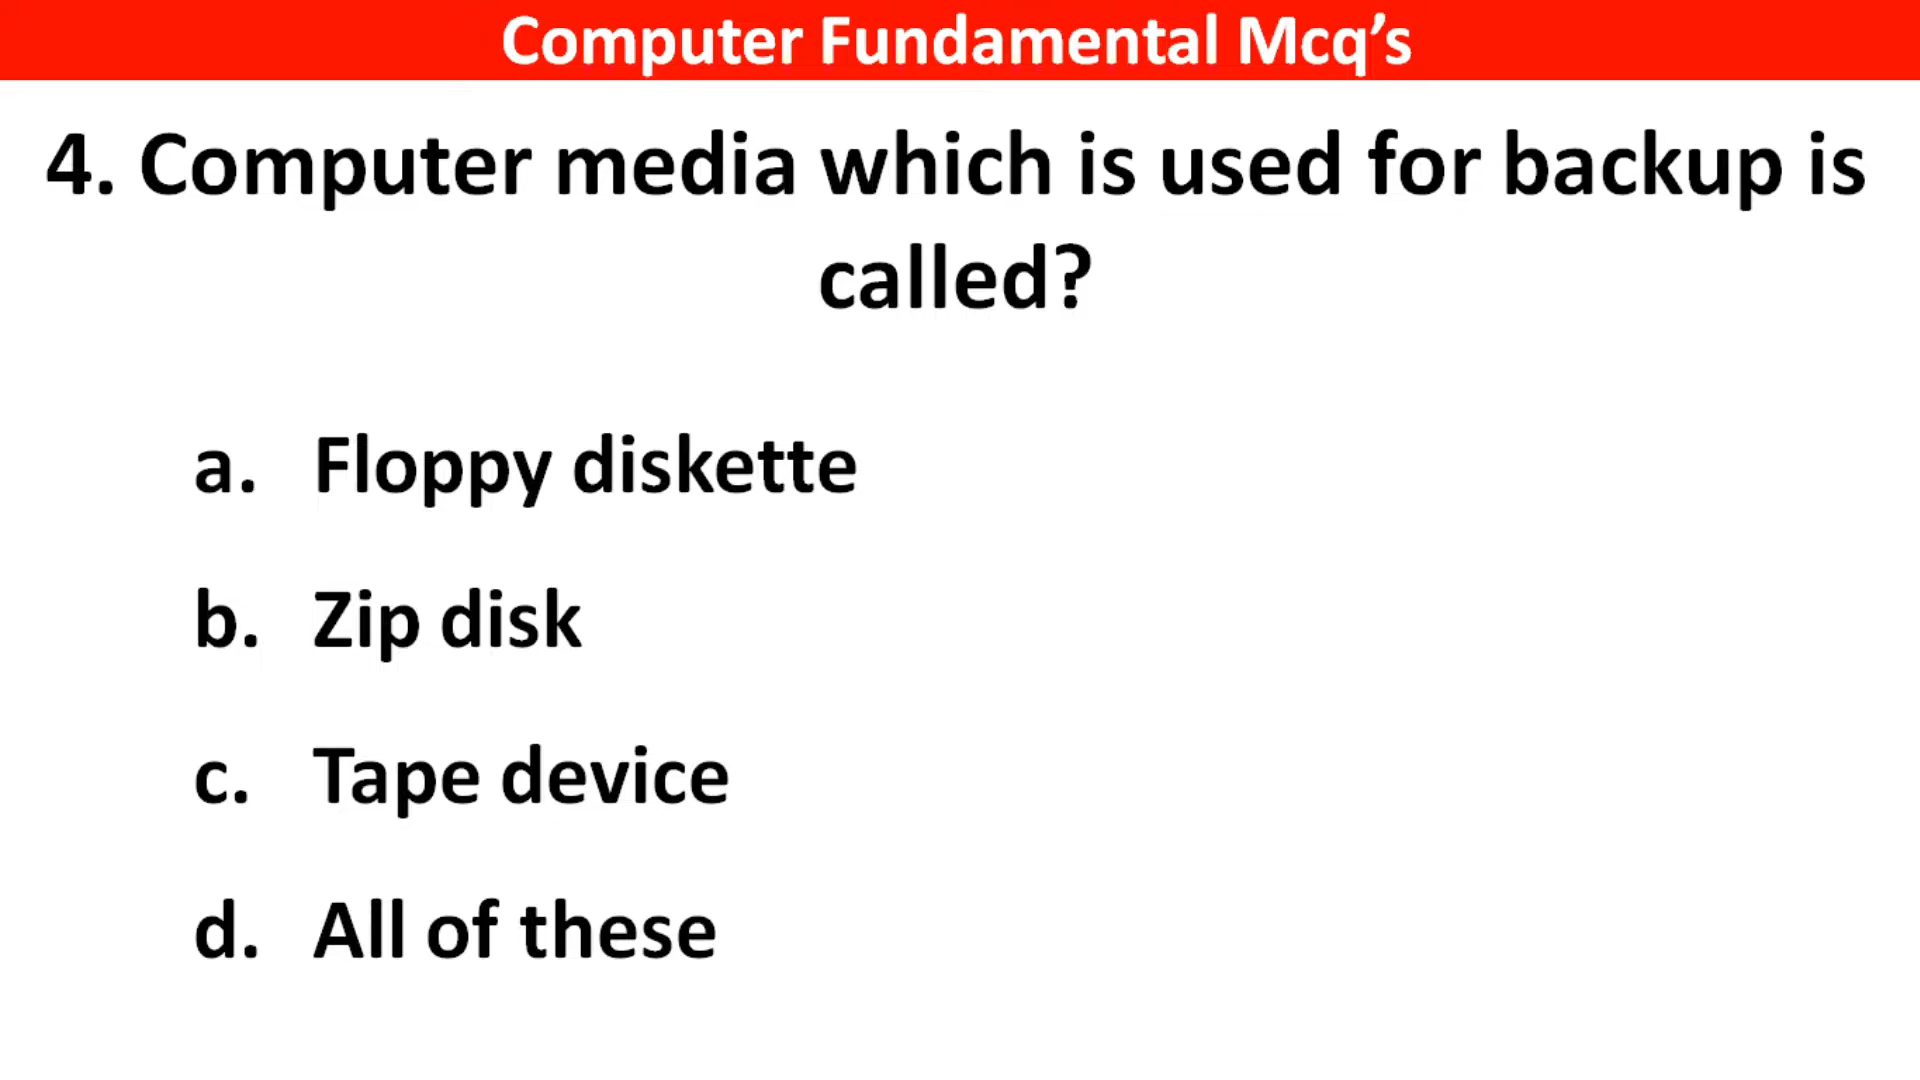 Computer Fundamental Mcq’s
4. Computer media which is used for backup is
called?
a. Floppy diskette
b. Zip disk
c. Tape device
d. All of these